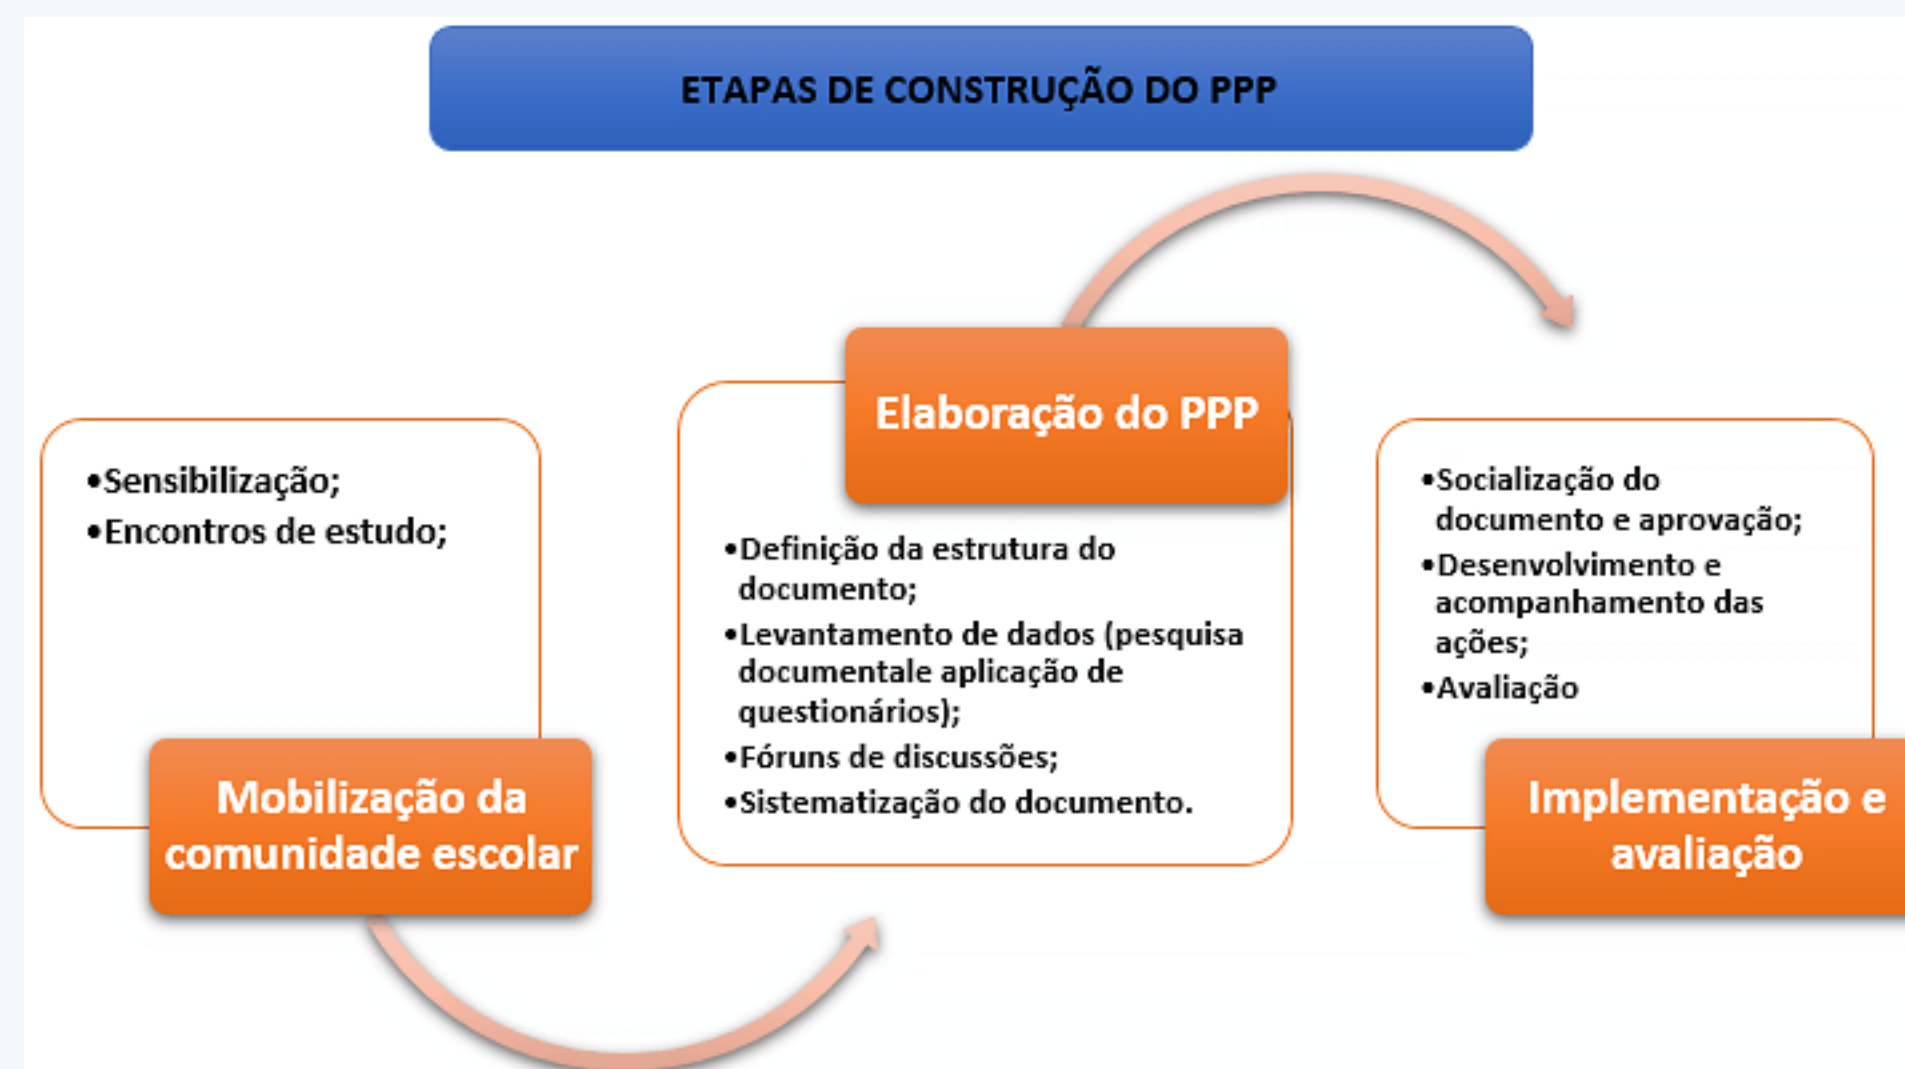 ETAPAS DE CONSTRUÇÃO DO PPP
•Sensibilização;
•Encontros de estudo;
Mobilização da
comunidade escolar
Elaboração do PPP
•Definição da estrutura do
documento;
•Levantamento de dados (pesquisa
documentale aplicação de
questionários);
•Fóruns de discussões;
•Sistematização do documento.
•Socialização do
documento e aprovação;
•Desenvolvimento e
acompanhamento das
ações;
•Avaliação
Implementação e
avaliação